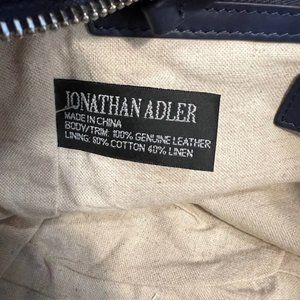 JONATHAN ADLER
MADE IN CHINA
BODY/TRIM: 100% GENUINE LEATHER
LINING: 60% COTTON 40% LINEN